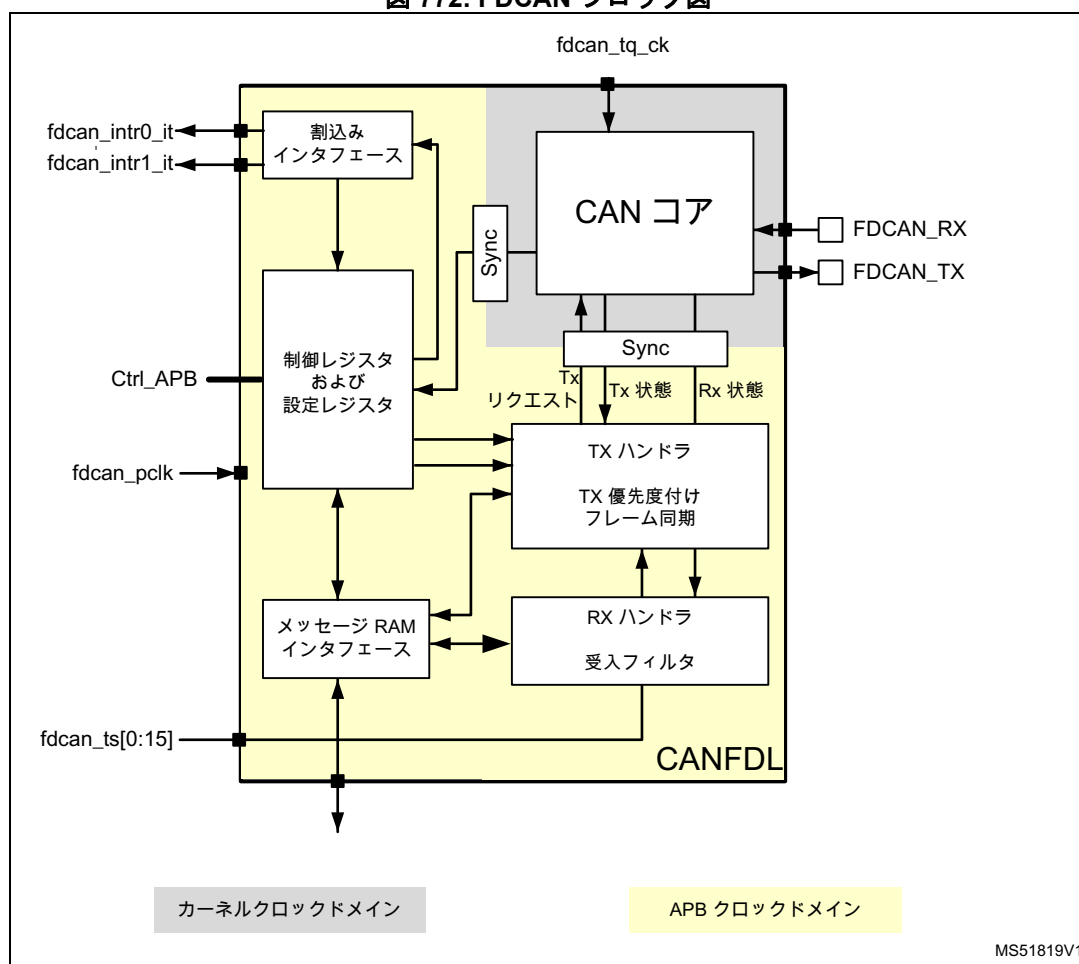 図 772. FDCAN ブロック図
fdcan_tq_ck
fdcan_intr0_it
fdcan_intr1_it
割込み
インタフェース
CAN コア
Sync
FDCAN_RX
FDCAN_TX
Sync
Ctrl_APB
制御レジスタ
および
設定レジスタ
Tx
リクエスト
Tx 状態
Rx 状態
fdcan_pclk
TX ハンドラ
TX 優先度付け
フレーム同期
メッセージ RAM
インタフェース
RX ハンドラ
受入フィルタ
fdcan_ts[0:15]
CANFDL
カーネルクロックドメイン
APB クロックドメイン
MS51819V1